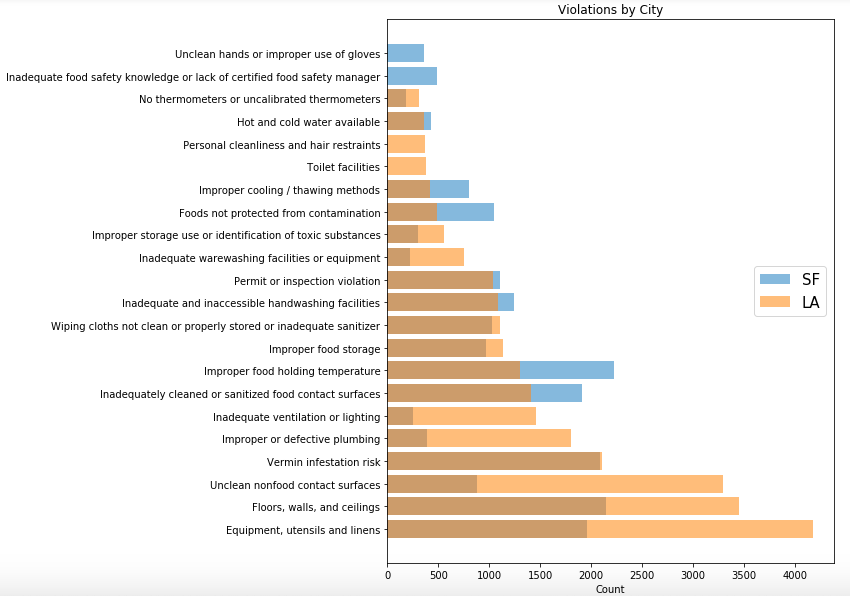 Violations by City
Unclean hands or improper use of gloves
Inadequate food safety knowledge or lack of certified food safety manager
No thermometers or uncalibrated thermometers
Hot and cold water available
Personal cleanliness and hair restraints
Toilet facilities
Improper cooling / thawing methods
Foods not protected from contamination
Improper storage use or identification of toxic substances
Inadequate warewashing facilities or equipment
Permit or inspection violation
Inadequate and inaccessible handwashing facilities
Wiping cloths not clean or properly stored or inadequate sanitizer
Improper food storage
Improper food holding temperature
Inadequately cleaned or sanitized food contact surfaces
Inadequate ventilation or lighting
Improper or defective plumbing
Vermin infestation risk
Unclean nonfood contact surfaces
Floors, walls, and ceilings
Equipment, utensils and linens
SF
LA
0 500 1000 1500 2000 2500 3000 3500 4000
Count